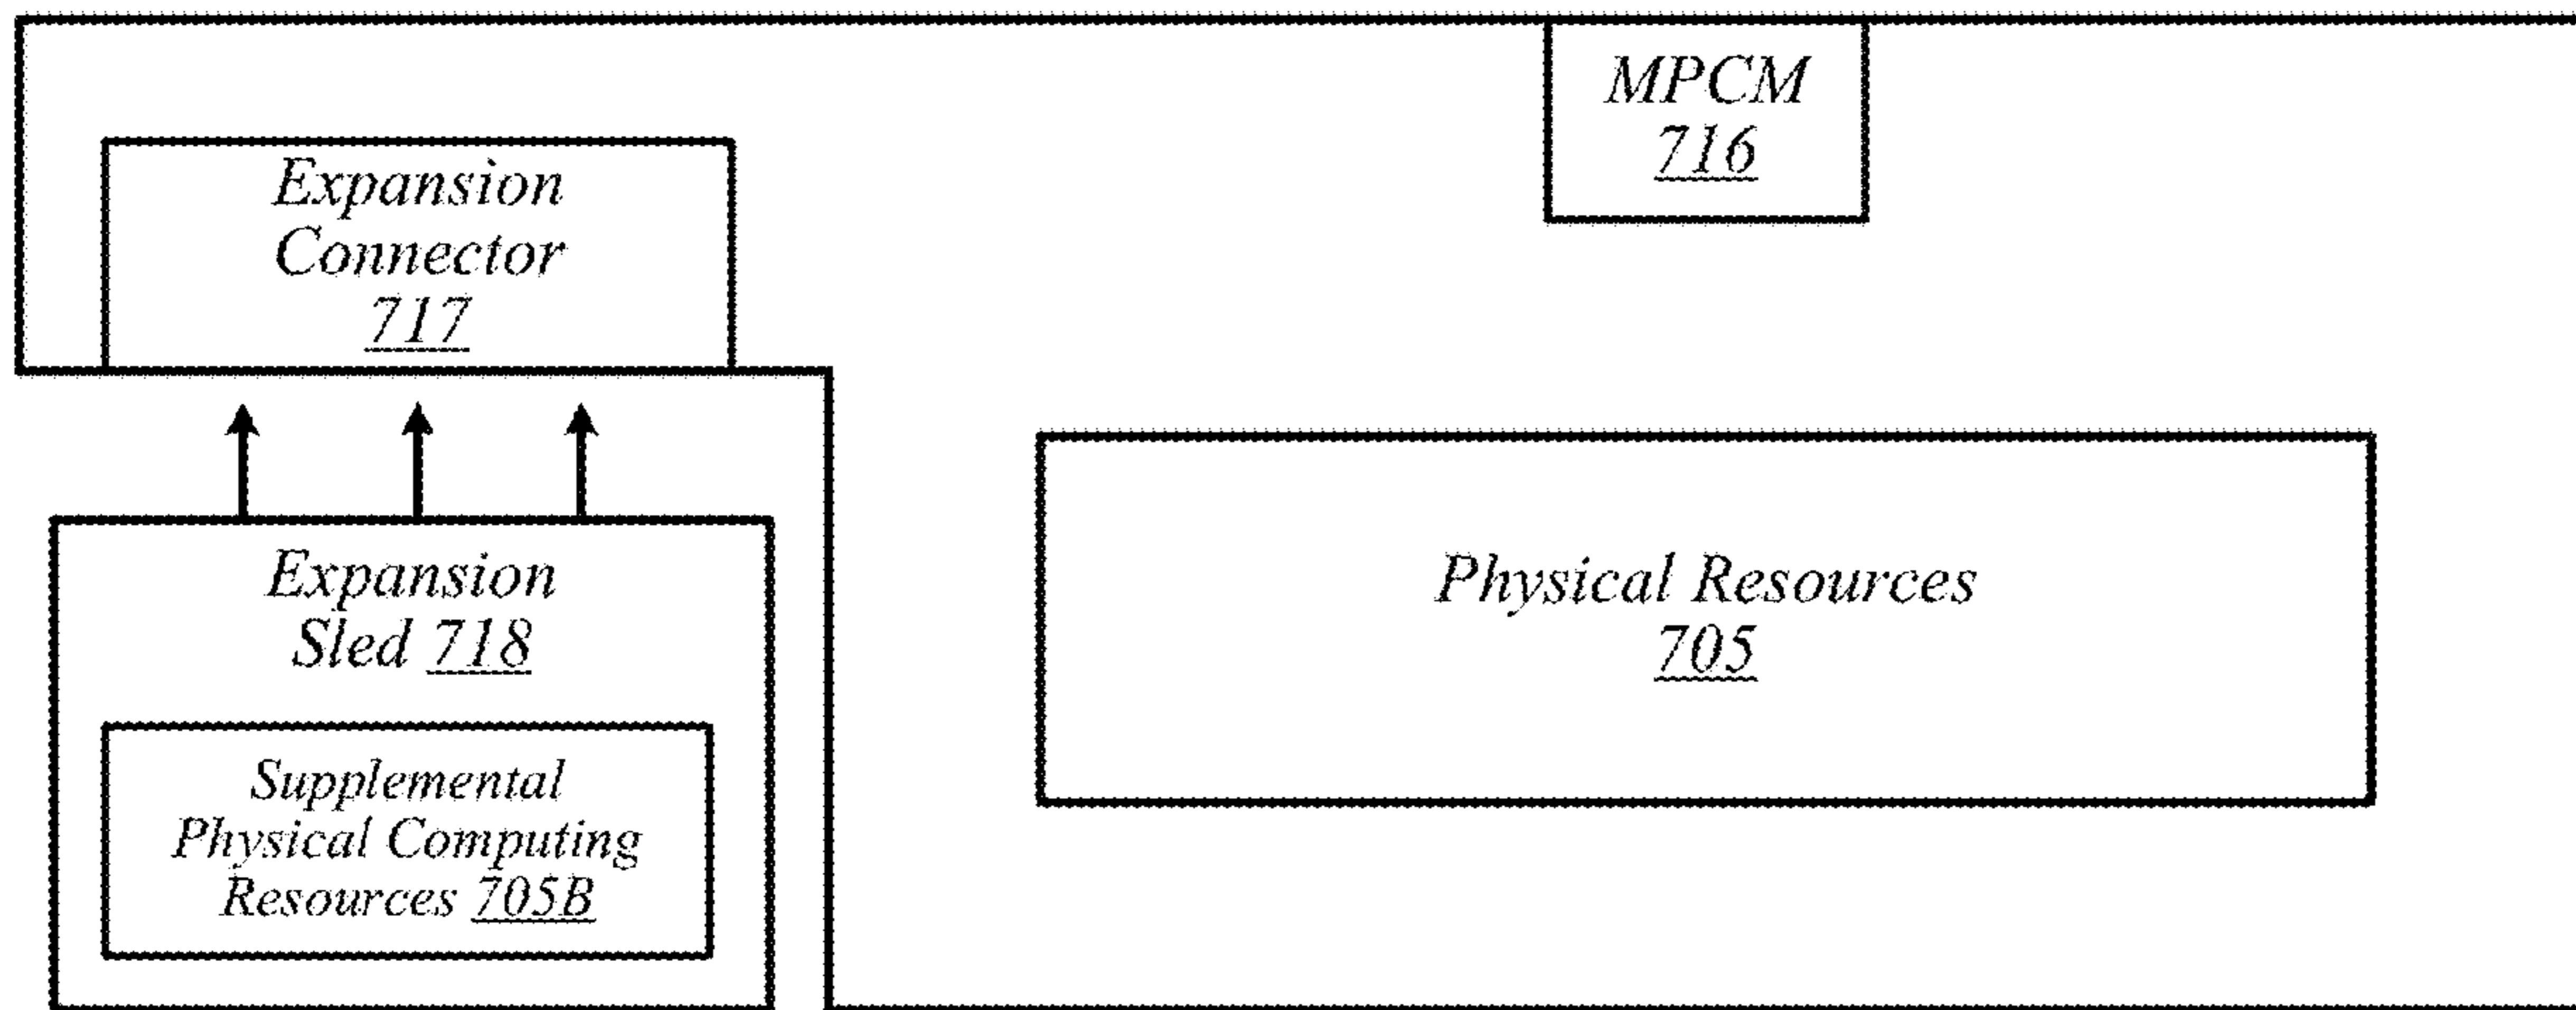 MPCM
716
Expansion
Connector
717
Expansion
Sled 718
Supplemental
Physical Computing
Resources 705B
Physical Resources
705